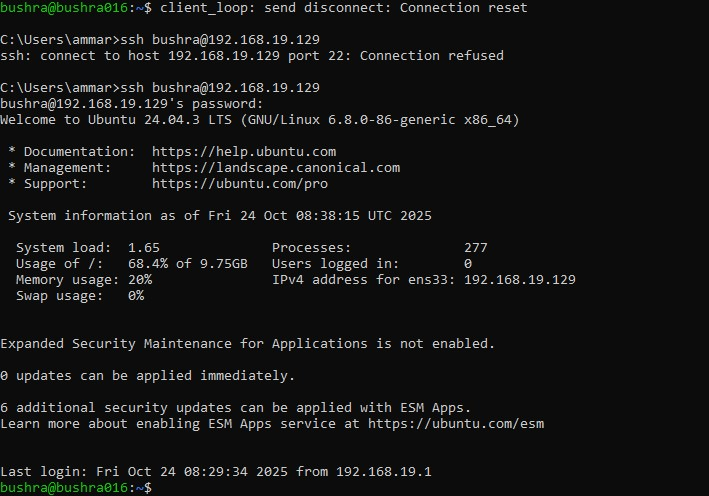 bushra@bushra016:~$ client_loop: send disconnect: Connection reset
C:\Users\ammar>ssh bushra@192.168.19.129
ssh: connect to host 192.168.19.129 port 22: Connection refused
C:\Users\ammar>ssh bushra@192.168.19.129
bushra@192.168.19.129's password:
Welcome to Ubuntu 24.04.3 LTS (GNU/Linux 6.8.0-86-generic x86_64)
* Documentation:  https://help.ubuntu.com
* Management:     https://landscape.canonical.com
* Support:        https://ubuntu.com/pro
System information as of Fri 24 Oct 08:38:15 UTC 2025
System load:  1.65              Processes:              277
Usage of /:   68.4% of 9.75GB   Users logged in:        0
Memory usage: 20%               IPv4 address for ens33: 192.168.19.129
Swap usage:   0%
Expanded Security Maintenance for Applications is not enabled.
0 updates can be applied immediately.
6 additional security updates can be applied with ESM Apps.
Learn more about enabling ESM Apps service at https://ubuntu.com/esm
Last login: Fri Oct 24 08:29:34 2025 from 192.168.19.1
bushra@bushra016:~$